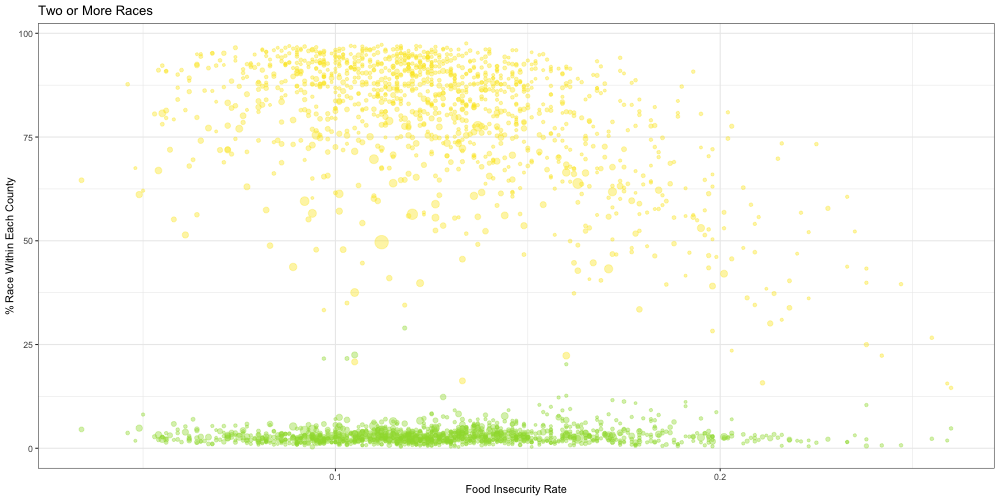 Two or More Races
100
75
50
25
0
% Race Within Each County
0.1
0.2
Food Insecurity Rate